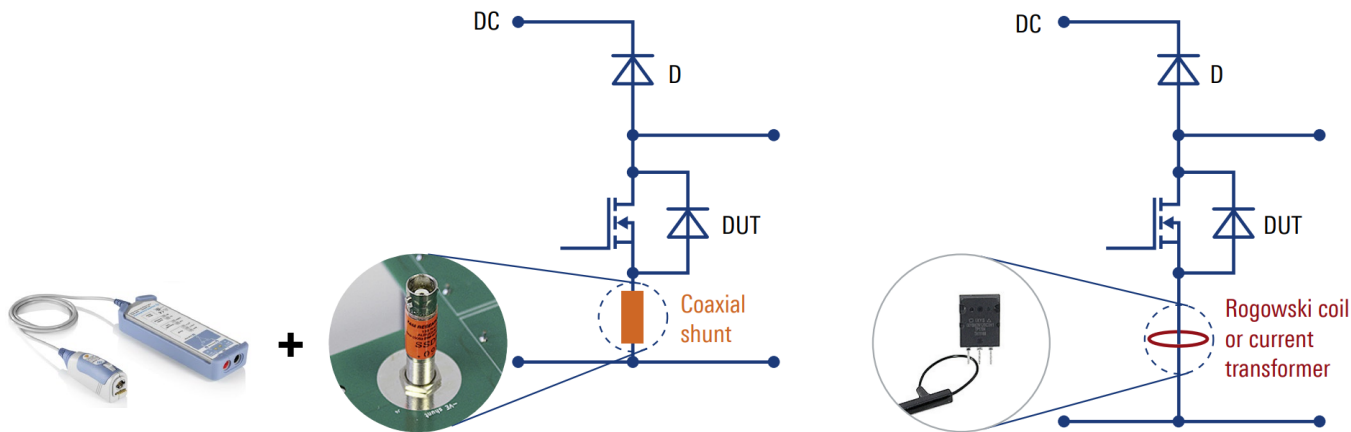 DC
D
DUT
Coaxial
shunt
+
DC
D
DUT
Rogowski coil
or current
transformer